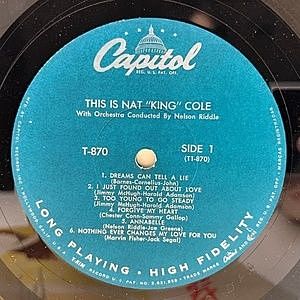 Capitol
REG. U.S. PAT. OFF.
THIS IS NAT "KING" COLE
With Orchestra Conducted By Nelson Riddle
T-870
SIDE 1
(T1-870)
1. DREAMS CAN TELL A LIE
(Barnes-Cornelius-John)
2. I JUST FOUND OUT ABOUT LOVE
(Jimmy McHugh-Harold Adamson)
3. TOO YOUNG TO GO STEADY
(Jimmy McHugh-Harold Adamson)
4. FORGIVE MY HEART
(Chester Conn-Sammy Gallop)
5. ANNABELLE
(Nelson Riddle-Joe Greene)
6. NOTHING EVER CHANGES MY LOVE FOR YOU
(Marvin Fisher-Jack Segal)
LONG PLAYING • HIGH FIDELITY